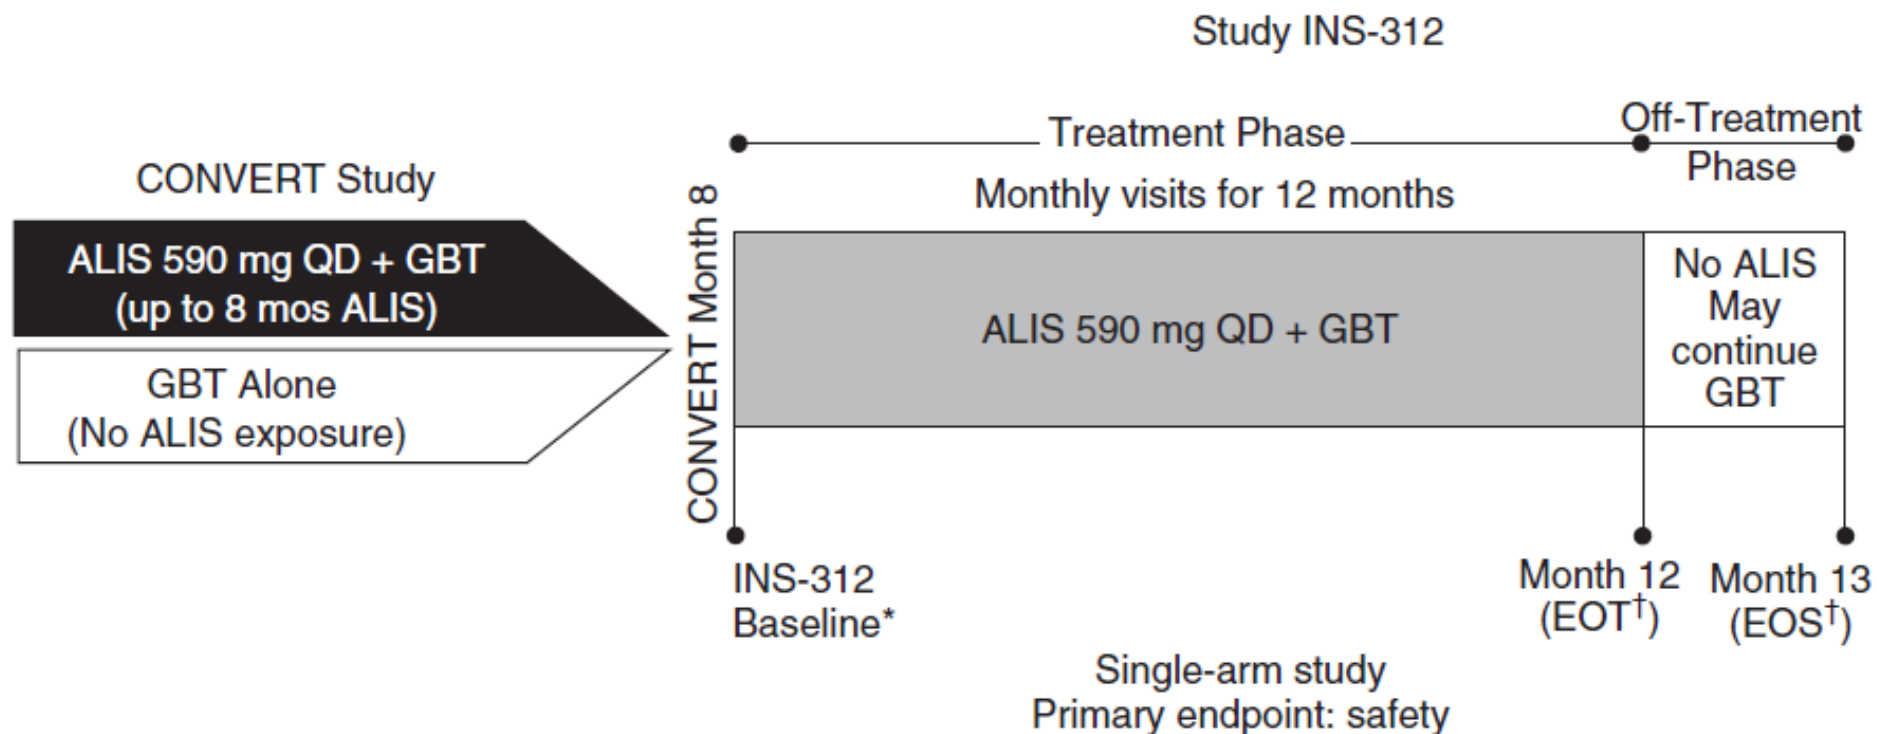 Study INS-312
Treatment Phase
Off-Treatment
Phase
Monthly visits for 12 months
CONVERT Study
ALIS 590 mg QD + GBT
(up to 8 mos ALIS)
GBT Alone
(No ALIS exposure)
CONVERT Month 8
ALIS 590 mg QD + GBT
No ALIS
May
continue
GBT
INS-312
Baseline*
Month 12
(EOT†)
Month 13
(EOS†)
Single-arm study
Primary endpoint: safety